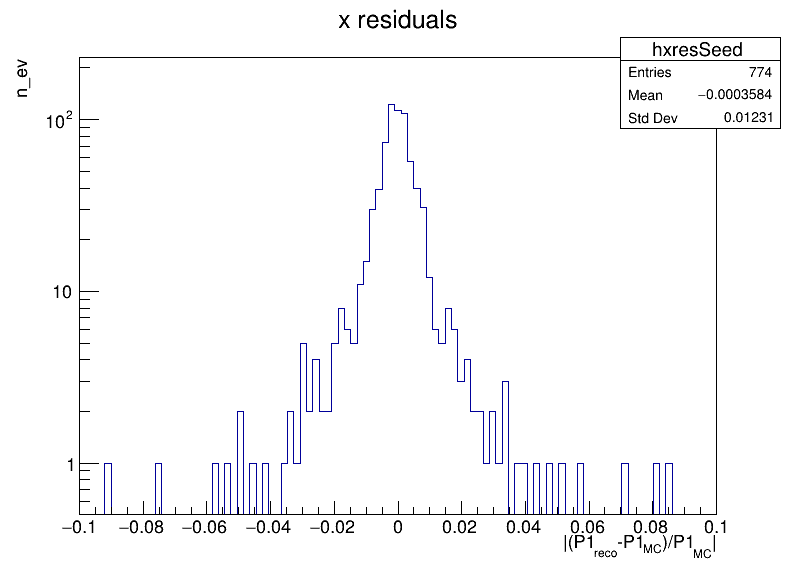 x residuals
hxresSeed
Entries 774
Mean −0.0003584
Std Dev 0.01231
n_ev
10²
10
1
−0.1 −0.08 −0.06 −0.04 −0.02 0 0.02 0.04 0.06 0.08 0.1
|(P1reco-P1MC)/P1MC|